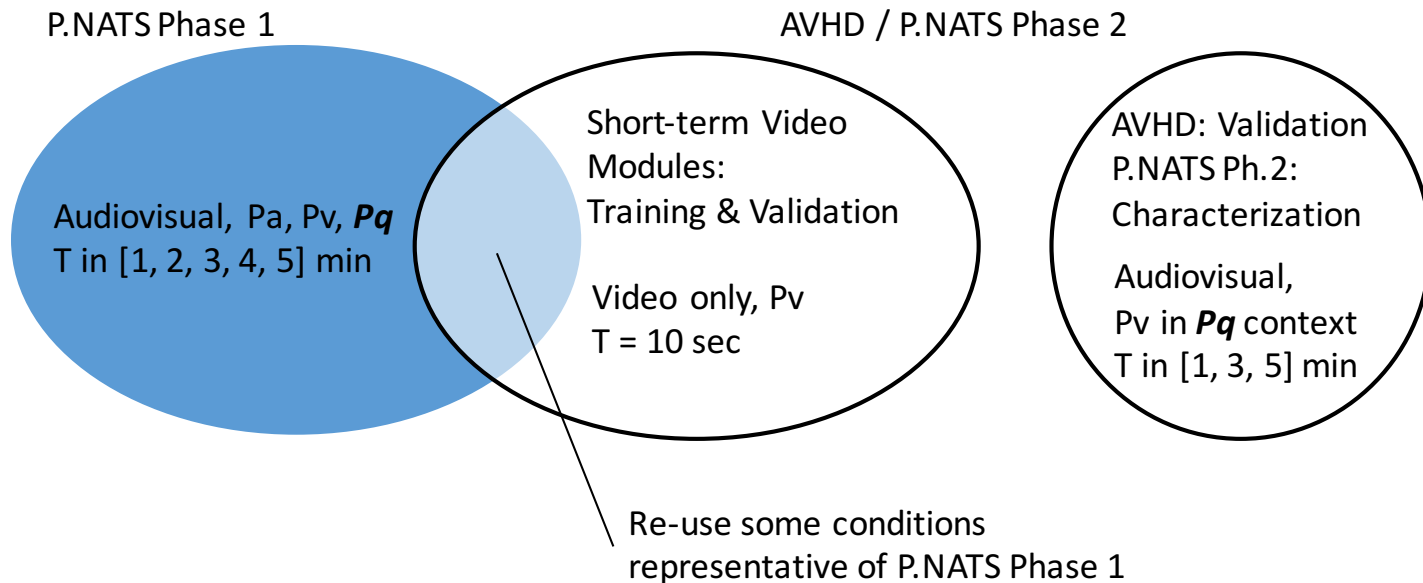 P.NATS Phase 1
AVHD / P.NATS Phase 2
Audiovisual, Pa, Pv, Pq
T in [1, 2, 3, 4, 5] min
Short-term Video
Modules:
Training & Validation
Video only, Pv
T = 10 sec
AVHD: Validation
P.NATS Ph.2:
Characterization
Audiovisual,
Pv in Pq context
T in [1, 3, 5] min
Re-use some conditions
representative of P.NATS Phase 1